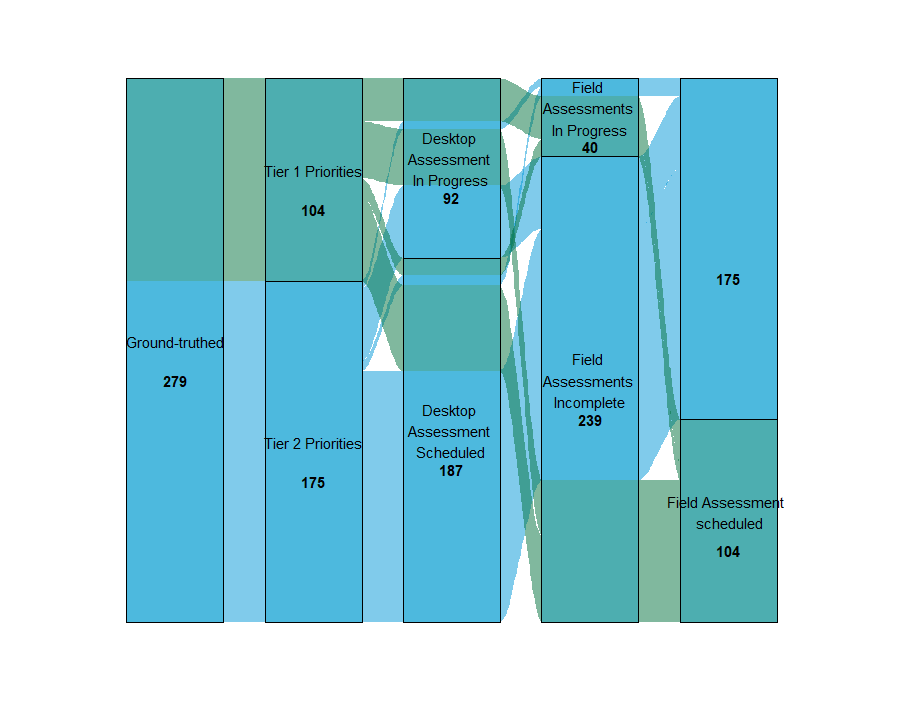 Ground-truthed
279
Tier 1 Priorities
104
Tier 2 Priorities
175
Desktop
Assessment
In Progress
92
Desktop
Assessment
Scheduled
187
Field
Assessments
In Progress
40
Field
Assessments
Incomplete
239
175
Field Assessment
scheduled
104